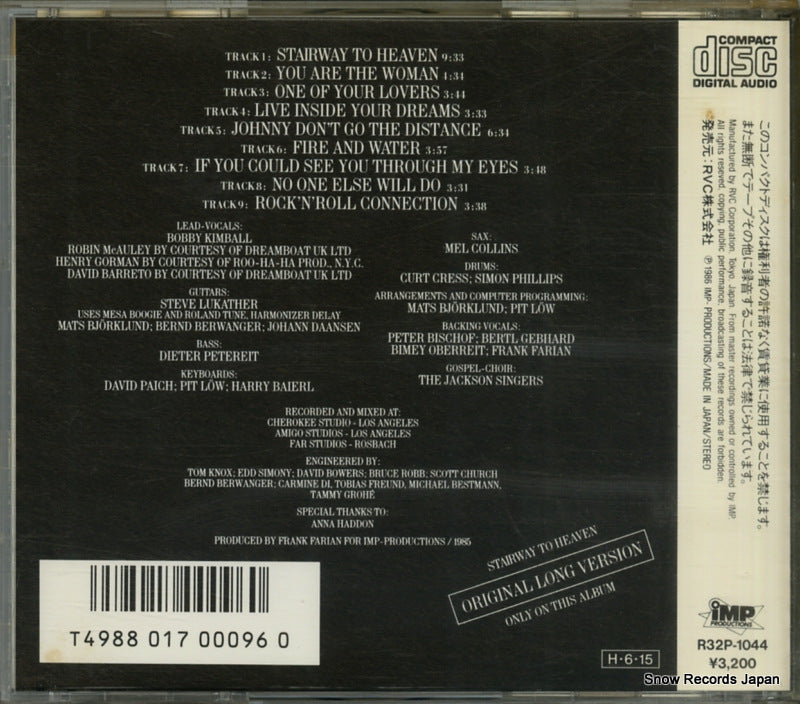 TRACK 1: STAIRWAY TO HEAVEN 9:33
TRACK 2: YOU ARE THE WOMAN 4:34
TRACK 3: ONE OF YOUR LOVERS 3:44
TRACK 4: LIVE INSIDE YOUR DREAMS 3:33
TRACK 5: JOHNNY DON'T GO THE DISTANCE 6:34
TRACK 6: FIRE AND WATER 3:57
TRACK 7: IF YOU COULD SEE YOU THROUGH MY EYES 3:48
TRACK 8: NO ONE ELSE WILL DO 3:31
TRACK 9: ROCK'N'ROLL CONNECTION 3:38
LEAD-VOCALS:
BOBBY KIMBALL
ROBIN McAULEY BY COURTESY OF DREAMBOAT UK LTD
HENRY GORMAN BY COURTESY OF ROO-HA-HA PROD., N.Y.C.
DAVID BARRETO BY COURTESY OF DREAMBOAT UK LTD
GUITARS:
STEVE LUKATHER
USES MESA BOOGIE AND ROLAND TUNE, HARMONIZER DELAY
MATS BJÖRKLUND; BERND BERWANGER; JOHANN DAANSEN
BASS:
DIETER PETEREIT
KEYBOARDS:
DAVID PAICH; PIT LÖW; HARRY BAIERL
SAX:
MEL COLLINS
DRUMS:
CURT CRESS; SIMON PHILLIPS
ARRANGEMENTS AND COMPUTER PROGRAMMING:
MATS BJÖRKLUND; PIT LÖW
BACKING VOCALS:
PETER BISCHOF; BERTL GEBHARD
BIMEY OBERREIT; FRANK FARIAN
GOSPEL-CHOIR:
THE JACKSON SINGERS
RECORDED AND MIXED AT:
CHEROKEE STUDIO - LOS ANGELES
AMIGO STUDIOS - LOS ANGELES
FAR STUDIOS - ROSBACH
ENGINEERED BY:
TOM KNOX; EDD SIMONY; DAVID BOWERS; BRUCE ROBB; SCOTT CHURCH
BERND BERWANGER; CARMINE DI, TOBIAS FREUND, MICHAEL BESTMANN,
TAMMY GROHÉ
SPECIAL THANKS TO:
ANNA HADDON
PRODUCED BY FRANK FARIAN FOR IMP-PRODUCTIONS / 1985
STAIRWAY TO HEAVEN
ORIGINAL LONG VERSION
ONLY ON THIS ALBUM
T4988 017 00096 0
H·6·15
COMPACT
disc
DIGITAL AUDIO
このコンパクトディスクは権利者の許諾なく賃貸業に使用することを禁じます。
また無断でテープその他に録音することは法律で禁じられています。
Manufactured by RVC Corporation, Tokyo, Japan. From master recordings owned or controlled by IMP.
All rights reseved, copying, public performance, broadcasting of these records are forbidden.
発売元:RVC株式会社 ℗1986 IMP- PRODUCTIONS/MADE IN JAPAN/STEREO
IMP
PRODUCTIONS
R32P-1044
¥3,200
Snow Records Japan